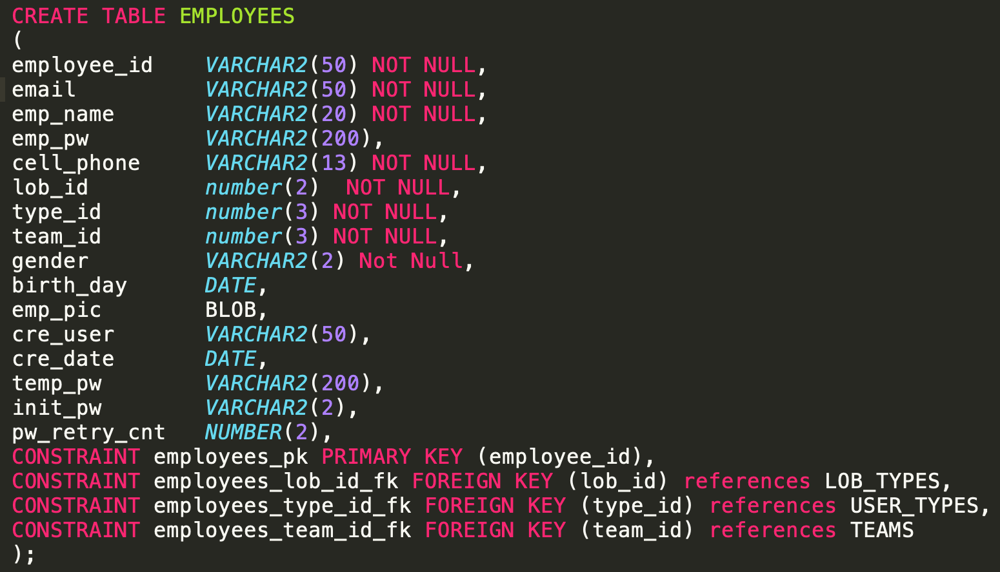 CREATE TABLE EMPLOYEES
(
employee_id    VARCHAR2(50) NOT NULL,
email          VARCHAR2(50) NOT NULL,
emp_name       VARCHAR2(20) NOT NULL,
emp_pw         VARCHAR2(200),
cell_phone     VARCHAR2(13) NOT NULL,
lob_id         number(2)  NOT NULL,
type_id        number(3) NOT NULL,
team_id        number(3) NOT NULL,
gender         VARCHAR2(2) Not Null,
birth_day      DATE,
emp_pic        BLOB,
cre_user       VARCHAR2(50),
cre_date       DATE,
temp_pw        VARCHAR2(200),
init_pw        VARCHAR2(2),
pw_retry_cnt   NUMBER(2),
CONSTRAINT employees_pk PRIMARY KEY (employee_id),
CONSTRAINT employees_lob_id_fk FOREIGN KEY (lob_id) references LOB_TYPES,
CONSTRAINT employees_type_id_fk FOREIGN KEY (type_id) references USER_TYPES,
CONSTRAINT employees_team_id_fk FOREIGN KEY (team_id) references TEAMS
);